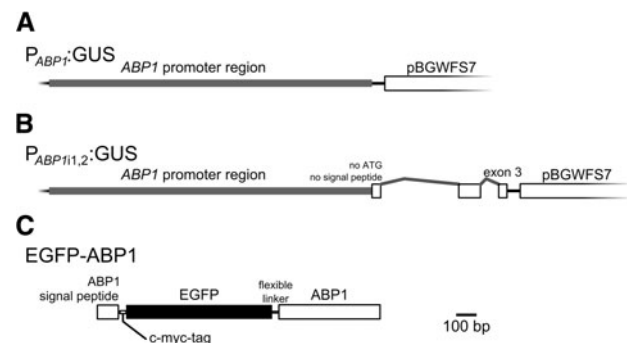 A
P_ABP1:GUS
ABP1 promoter region
pBGWFS7
B
P_ABP1i1,2:GUS
ABP1 promoter region
no ATG
no signal peptide
exon 3
pBGWFS7
C
EGFP-ABP1
ABP1
signal peptide
EGFP
flexible
linker
ABP1
c-myc-tag
100 bp